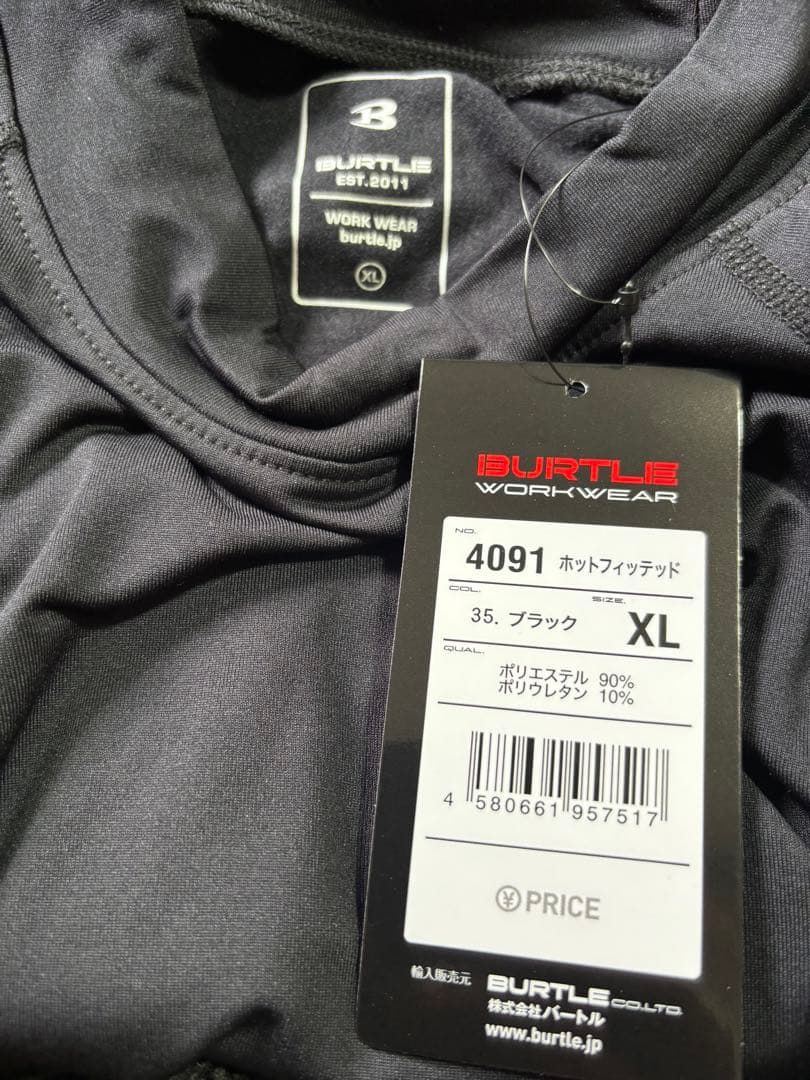 B
BURTLE
EST.2011
WORK WEAR
burtle.jp
XL
BURTLE
WORKWEAR
NO.
4091 ホットフィッテッド
COL.
SIZE.
35. ブラック
XL
QUAL.
ポリエステル 90%
ポリウレタン 10%
4 580661 957517
¥ PRICE
輸入販売元 BURTLE CO.LTD.
株式会社バートル
www.burtle.jp